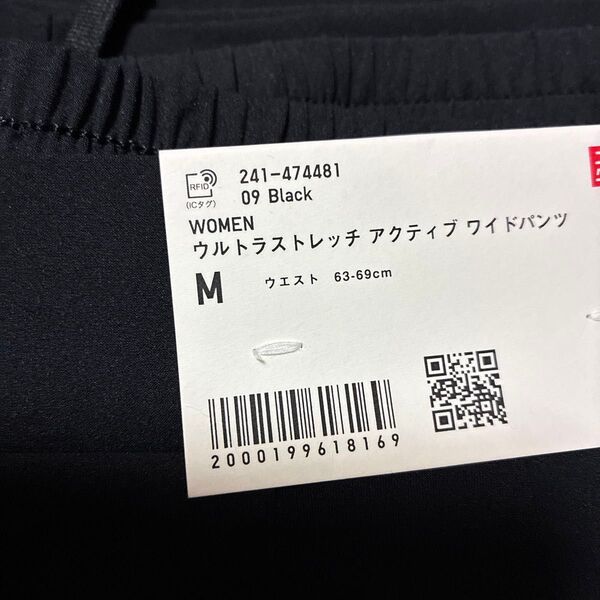 RFID
(ICタグ)
241-474481
09 Black
WOMEN
ウルトラストレッチ アクティブ ワイドパンツ
M ウエスト 63-69cm
2000199618169